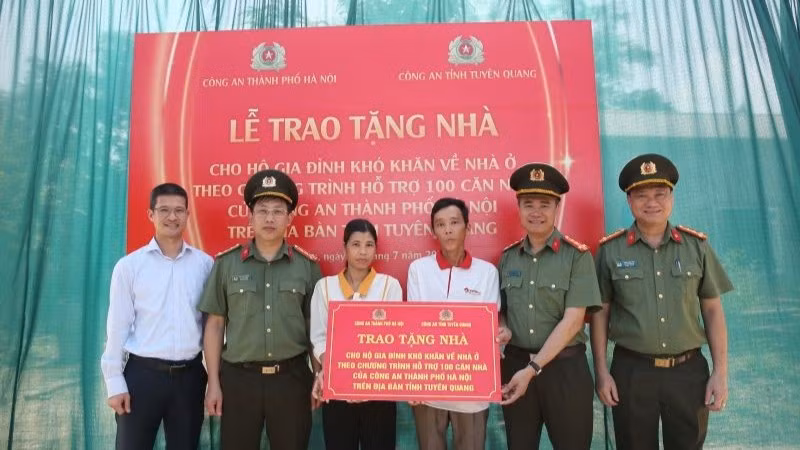 CÔNG AN THÀNH PHỐ HÀ NỘI
CÔNG AN TỈNH TUYÊN QUANG
LỄ TRAO TẶNG NHÀ
CHO HỘ GIA ĐÌNH KHÓ KHĂN VỀ NHÀ Ở
THEO TRÌNH HỖ TRỢ 100 CĂN
CÔNG AN THÀNH PHỐ
TRÊN ĐỊA BÀN TỈNH TUYÊN QUANG
7
CÔNG AN THÀNH PHỐ HÀ NỘI
CÔNG AN TỈNH TUYÊN QUANG
TRAO TẶNG NHÀ
CHO HỘ GIA ĐÌNH KHÓ KHĂN VỀ NHÀ Ở
THEO CHƯƠNG TRÌNH HỖ TRỢ 100 CĂN NHÀ
CỦA CÔNG AN THÀNH PHỐ HÀ NỘI
TRÊN ĐỊA BÀN TỈNH TUYÊN QUANG